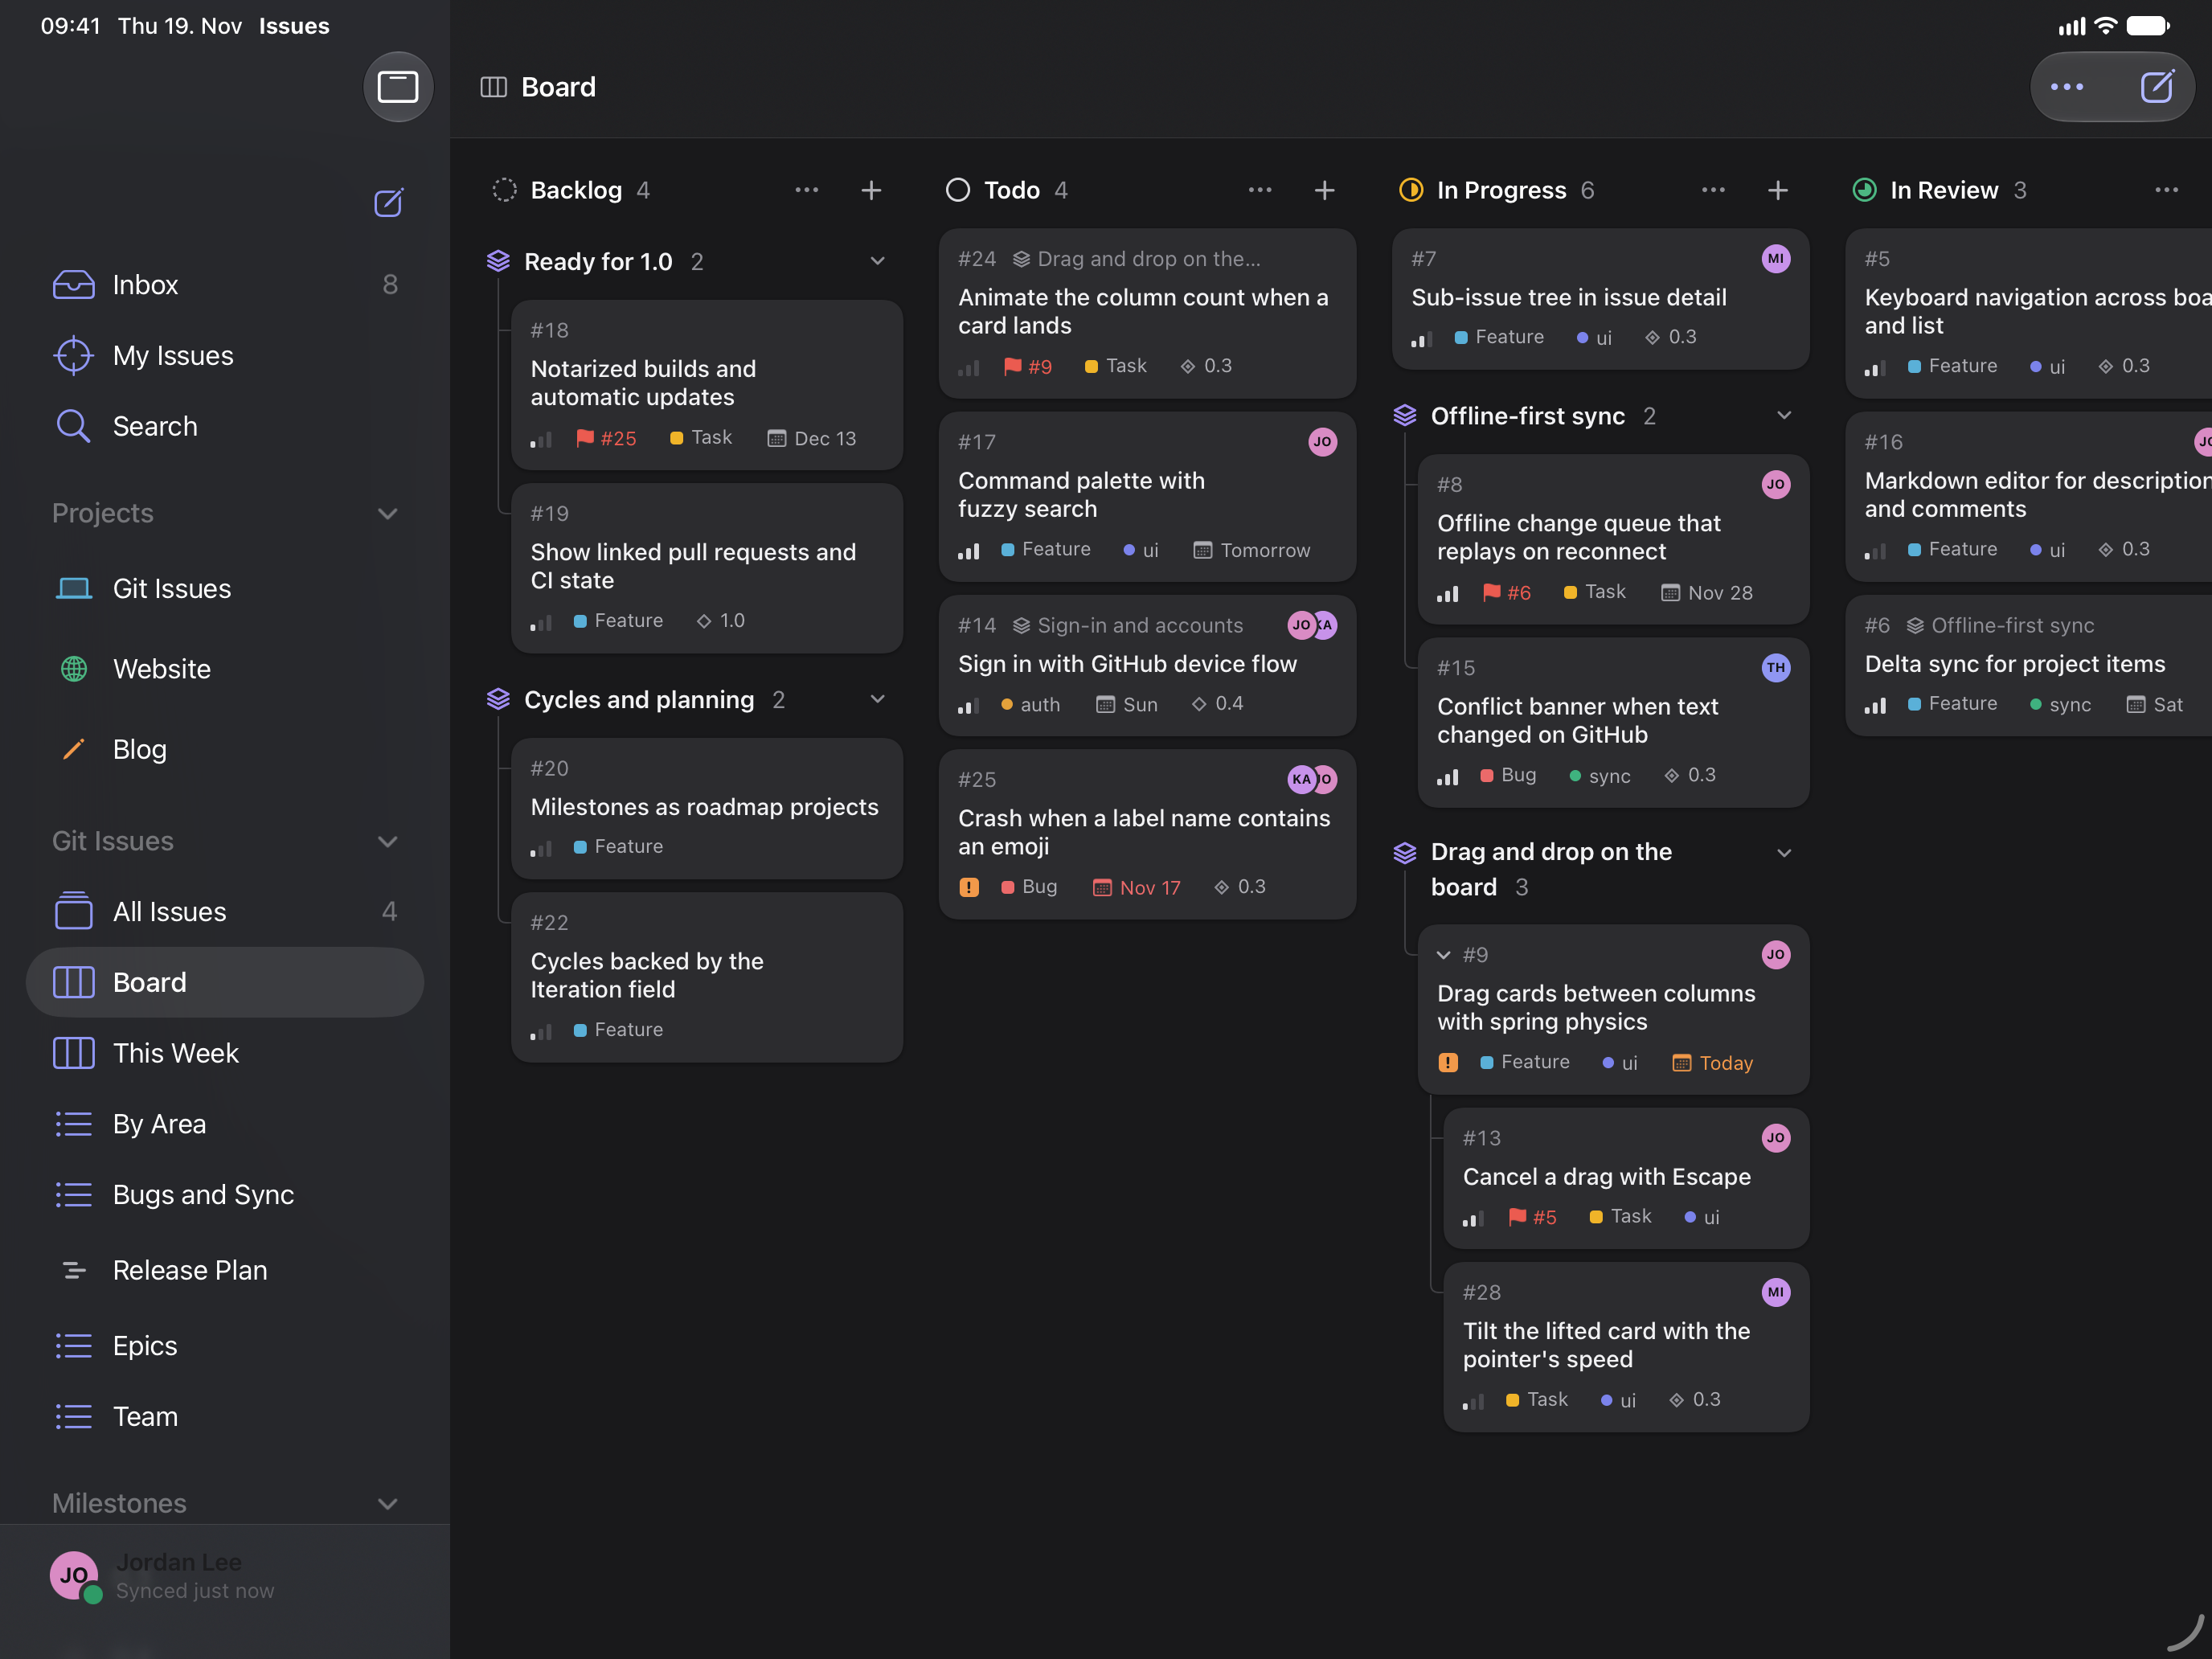 09:41 Thu 19. Nov Issues
Inbox 8
My Issues
Search
Projects
Git Issues
Website
Blog
Git Issues
All Issues 4
Board
This Week
By Area
Bugs and Sync
Release Plan
Epics
Team
Milestones
JO Jordan Lee
Synced just now
Board
Backlog 4
Ready for 1.0 2
#18
Notarized builds and
automatic updates
#25 Task Dec 13
#19
Show linked pull requests and
CI state
Feature 1.0
Cycles and planning 2
#20
Milestones as roadmap projects
Feature
#22
Cycles backed by the
Iteration field
Feature
Todo 4
#24 Drag and drop on the...
Animate the column count when a
card lands
#9 Task 0.3
#17 JO
Command palette with
fuzzy search
Feature ui Tomorrow
#14 Sign-in and accounts JO KA
Sign in with GitHub device flow
auth Sun 0.4
#25 KA JO
Crash when a label name contains
an emoji
! Bug Nov 17 0.3
In Progress 6
#7 MI
Sub-issue tree in issue detail
Feature ui 0.3
Offline-first sync 2
#8 JO
Offline change queue that
replays on reconnect
#6 Task Nov 28
#15 TH
Conflict banner when text
changed on GitHub
Bug sync 0.3
Drag and drop on the
board 3
#9 JO
Drag cards between columns
with spring physics
! Feature ui Today
#13 JO
Cancel a drag with Escape
#5 Task ui
#28 MI
Tilt the lifted card with the
pointer's speed
Task ui 0.3
In Review 3
#5
Keyboard navigation across boa
and list
Feature ui 0.3
#16
Markdown editor for description
and comments
Feature ui 0.3
#6 Offline-first sync
Delta sync for project items
Feature sync Sat